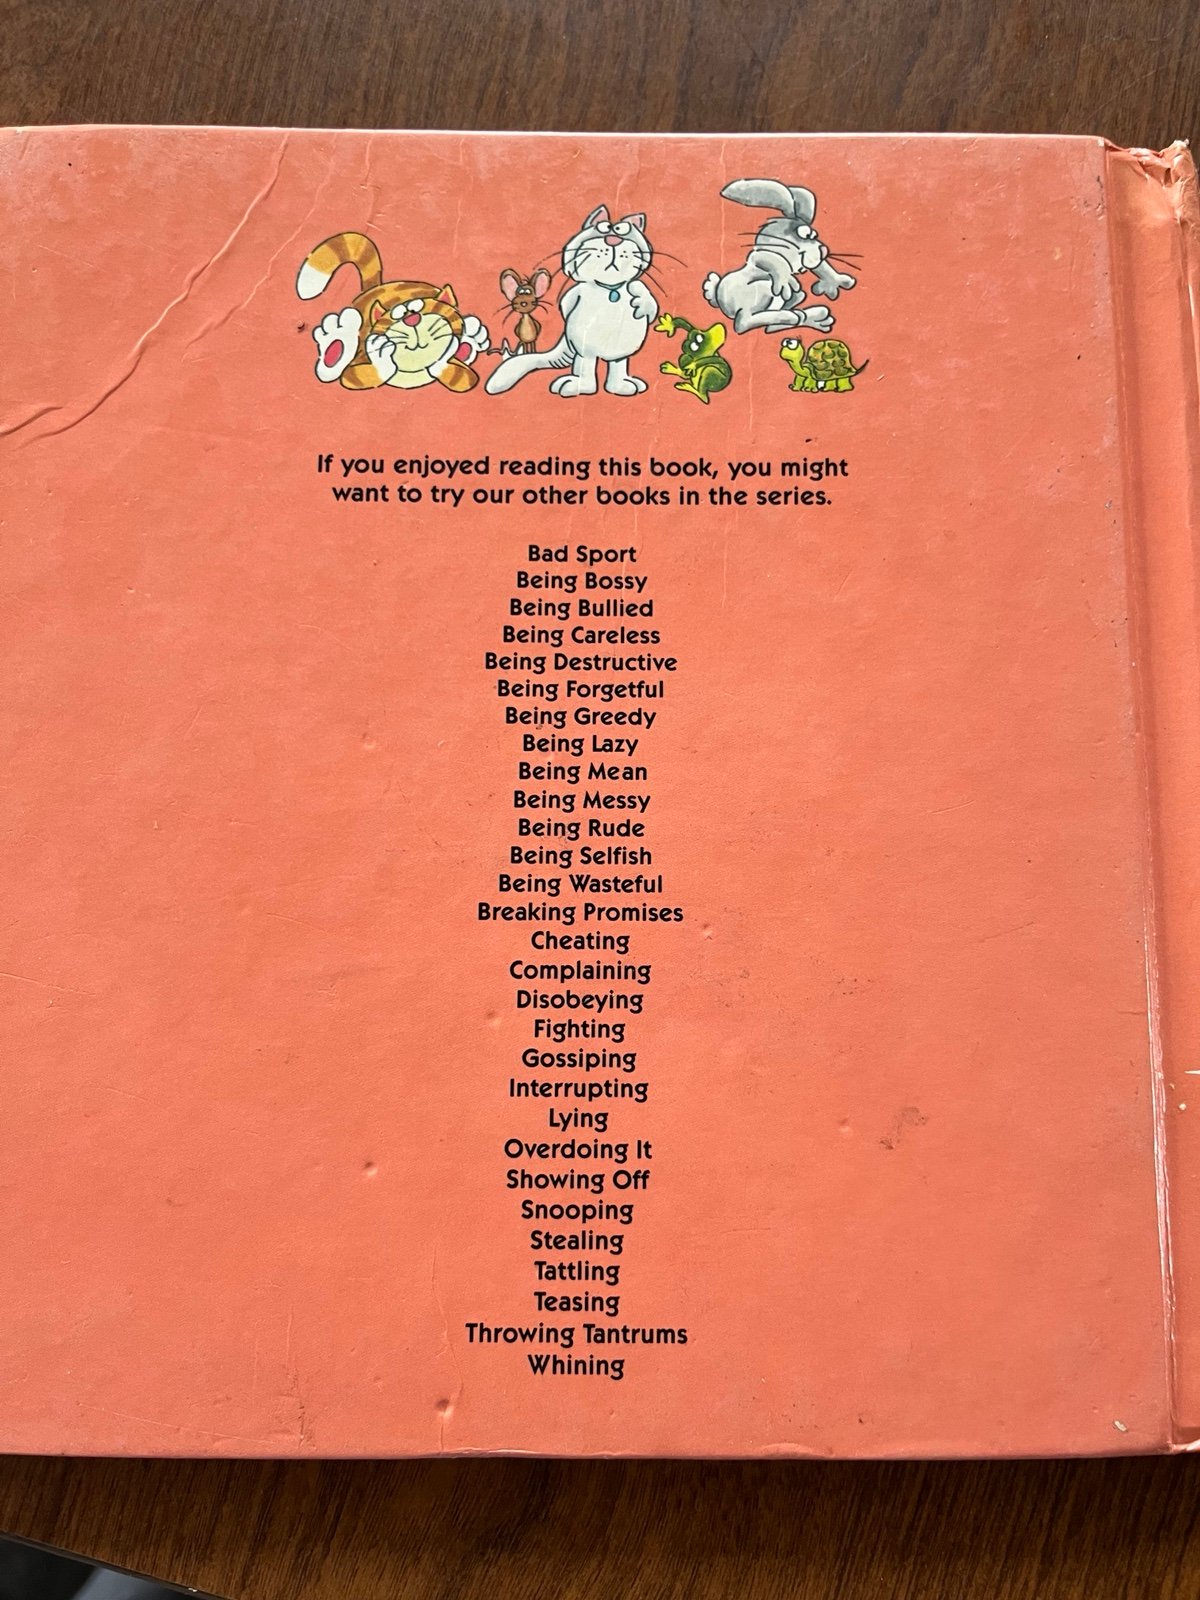 If you enjoyed reading this book, you might
want to try our other books in the series.
Bad Sport
Being Bossy
Being Bullied
Being Careless
Being Destructive
Being Forgetful
Being Greedy
Being Lazy
Being Mean
Being Messy
Being Rude
Being Selfish
Being Wasteful
Breaking Promises
Cheating
Complaining
Disobeying
Fighting
Gossiping
Interrupting
Lying
Overdoing It
Showing Off
Snooping
Stealing
Tattling
Teasing
Throwing Tantrums
Whining